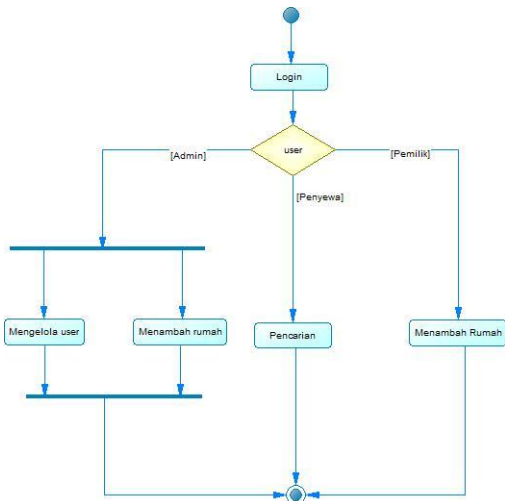 Login
user
[Admin]
[Pemilik]
[Penyewa]
Mengelola user
Menambah rumah
Pencarian
Menambah Rumah